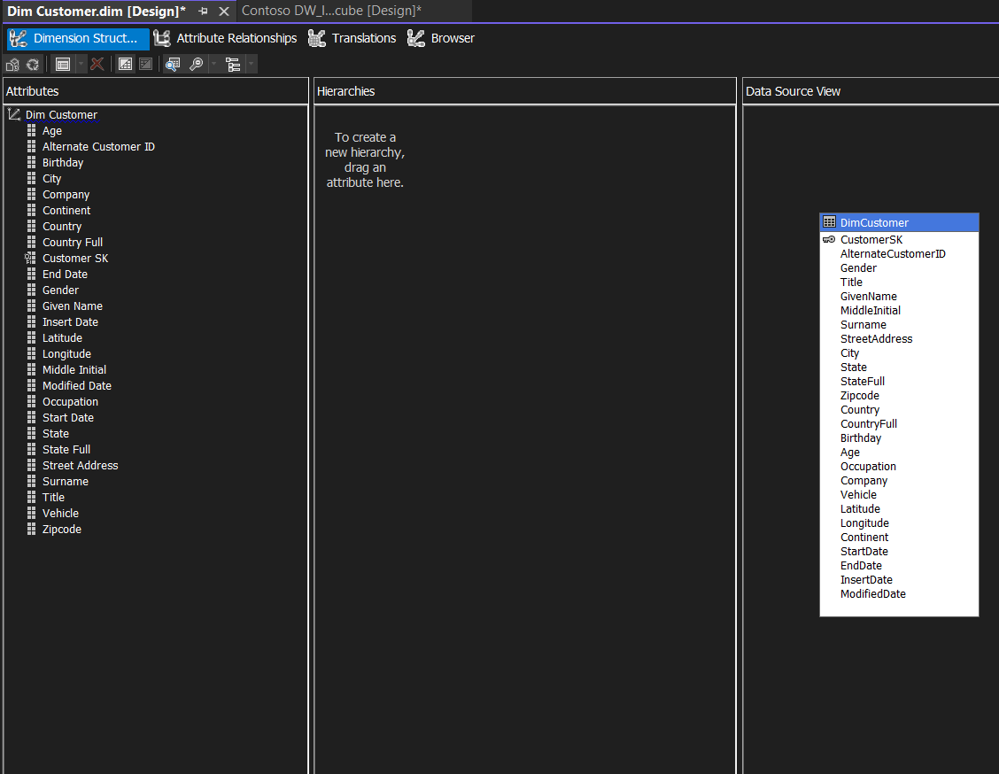 Dim Customer.dim [Design]*
Contoso DW_I...cube [Design]*
Dimension Struct...
Attribute Relationships
Translations
Browser
Attributes
Dim Customer
Age
Alternate Customer ID
Birthday
City
Company
Continent
Country
Country Full
Customer SK
End Date
Gender
Given Name
Insert Date
Latitude
Longitude
Middle Initial
Modified Date
Occupation
Start Date
State
State Full
Street Address
Surname
Title
Vehicle
Zipcode
Hierarchies
To create a
new hierarchy,
drag an
attribute here.
Data Source View
DimCustomer
CustomerSK
AlternateCustomerID
Gender
Title
GivenName
MiddleInitial
Surname
StreetAddress
City
State
StateFull
Zipcode
Country
CountryFull
Birthday
Age
Occupation
Company
Vehicle
Latitude
Longitude
Continent
StartDate
EndDate
InsertDate
ModifiedDate